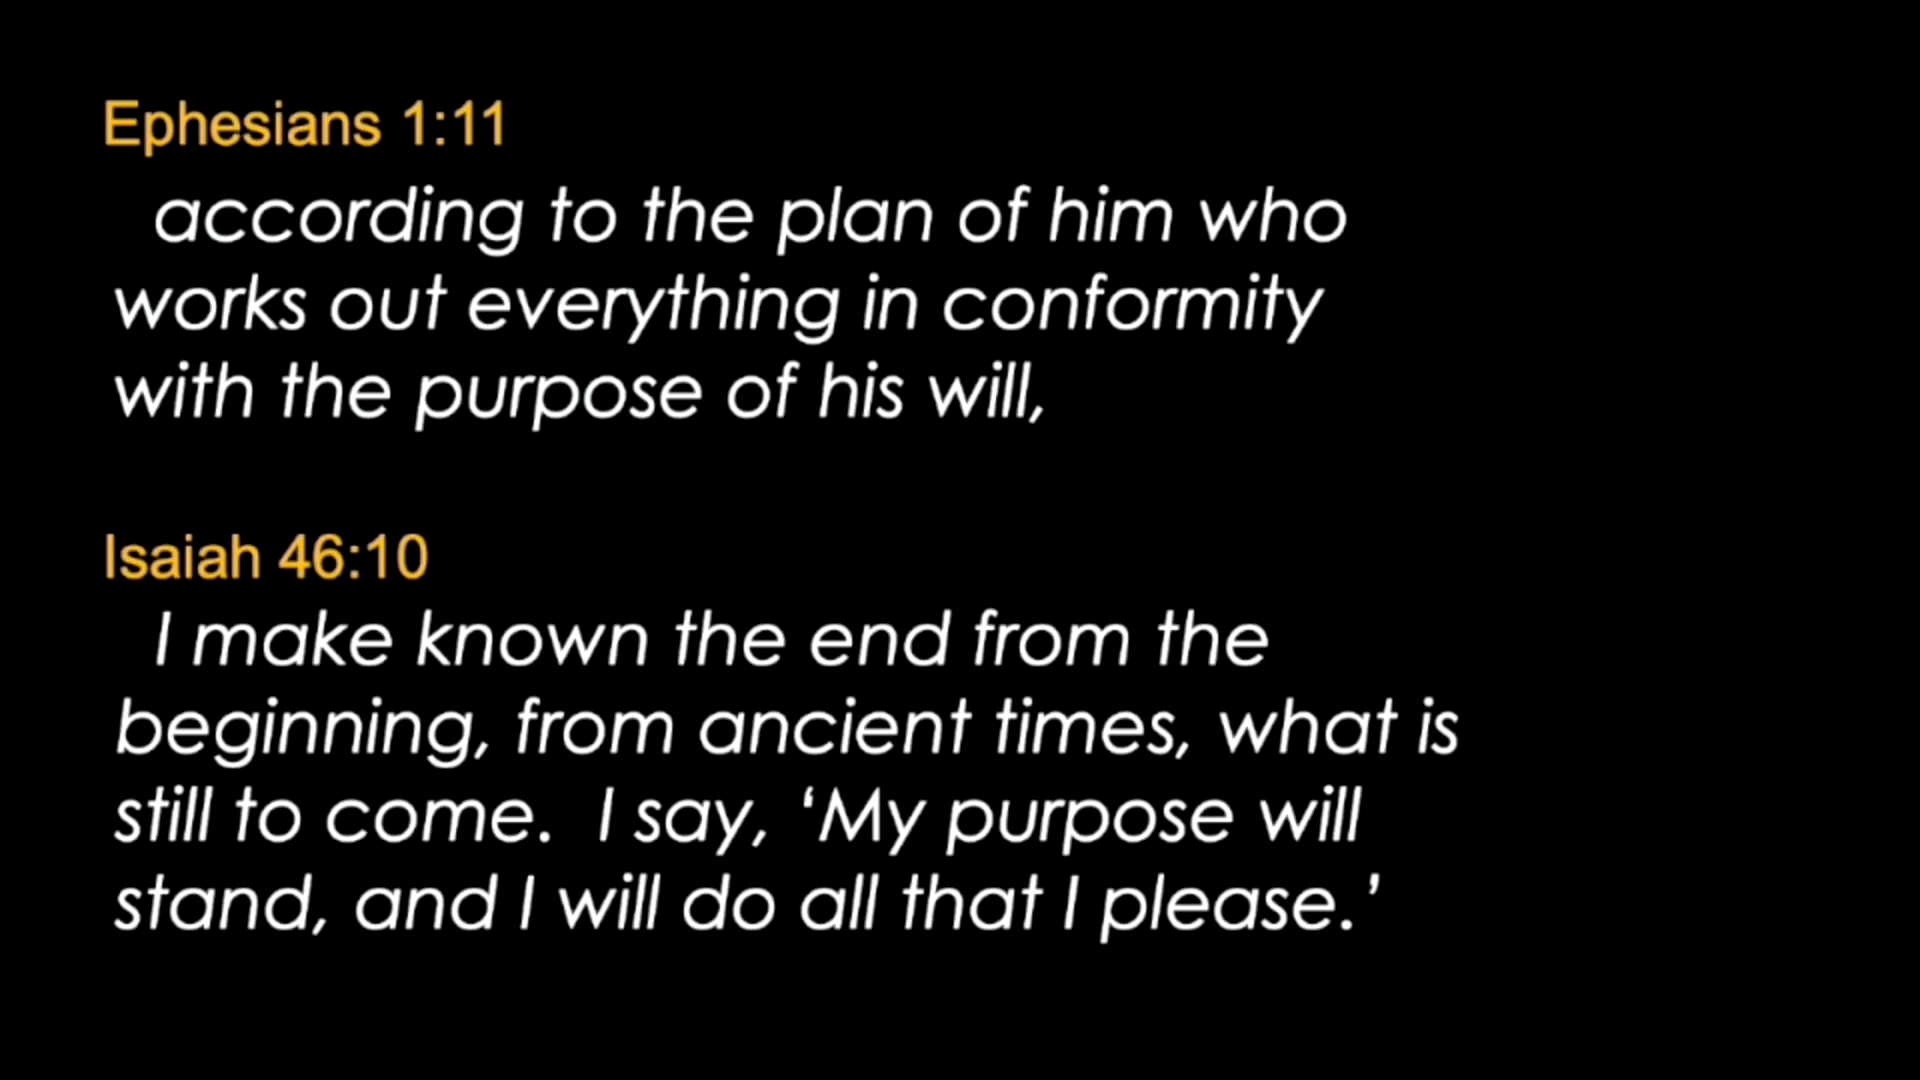 Ephesians 1:11
according to the plan of him who
works out everything in conformity
with the purpose of his will,
Isaiah 46:10
I make known the end from the
beginning, from ancient times, what is
still to come.  I say, ‘My purpose will
stand, and I will do all that I please.’